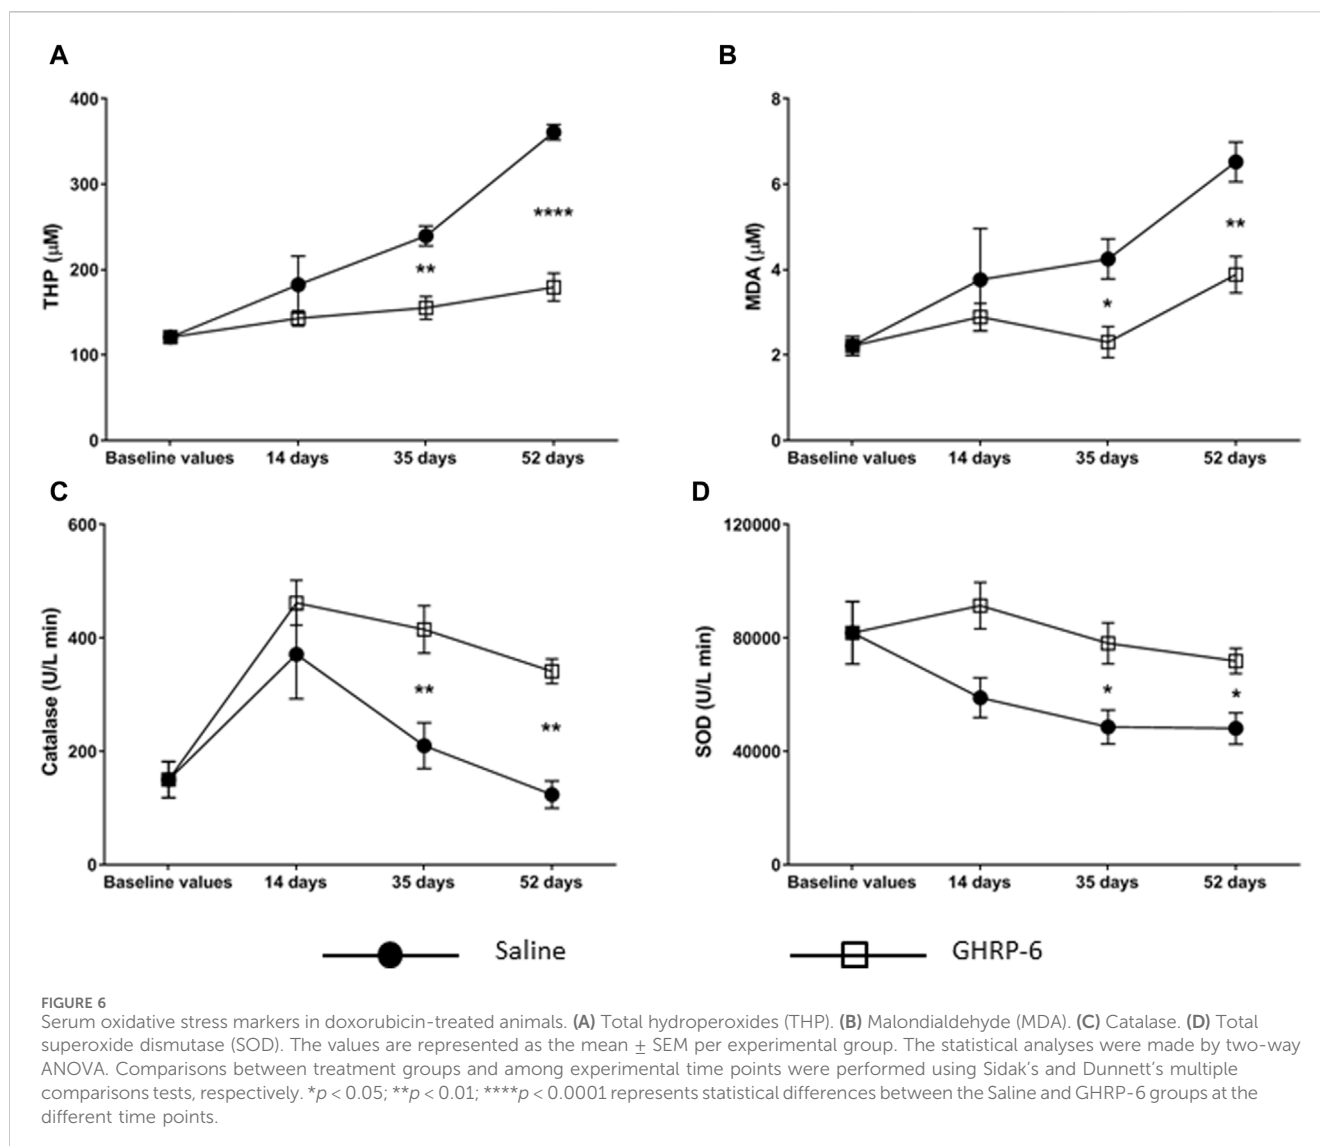 A
400
300
200
100
0
THP (μM)
**
****
Baseline values 14 days 35 days 52 days
B
8
6
4
2
0
MDA (μM)
*
**
Baseline values 14 days 35 days 52 days
C
600
400
200
0
Catalase (U/L min)
**
**
Baseline values 14 days 35 days 52 days
D
120000
80000
40000
0
SOD (U/L min)
*
*
Baseline values 14 days 35 days 52 days
Saline GHRP-6
FIGURE 6
Serum oxidative stress markers in doxorubicin-treated animals. (A) Total hydroperoxides (THP). (B) Malondialdehyde (MDA). (C) Catalase. (D) Total
superoxide dismutase (SOD). The values are represented as the mean ± SEM per experimental group. The statistical analyses were made by two-way
ANOVA. Comparisons between treatment groups and among experimental time points were performed using Sidak’s and Dunnett’s multiple
comparisons tests, respectively. *p < 0.05; **p < 0.01; ****p < 0.0001 represents statistical differences between the Saline and GHRP-6 groups at the
different time points.